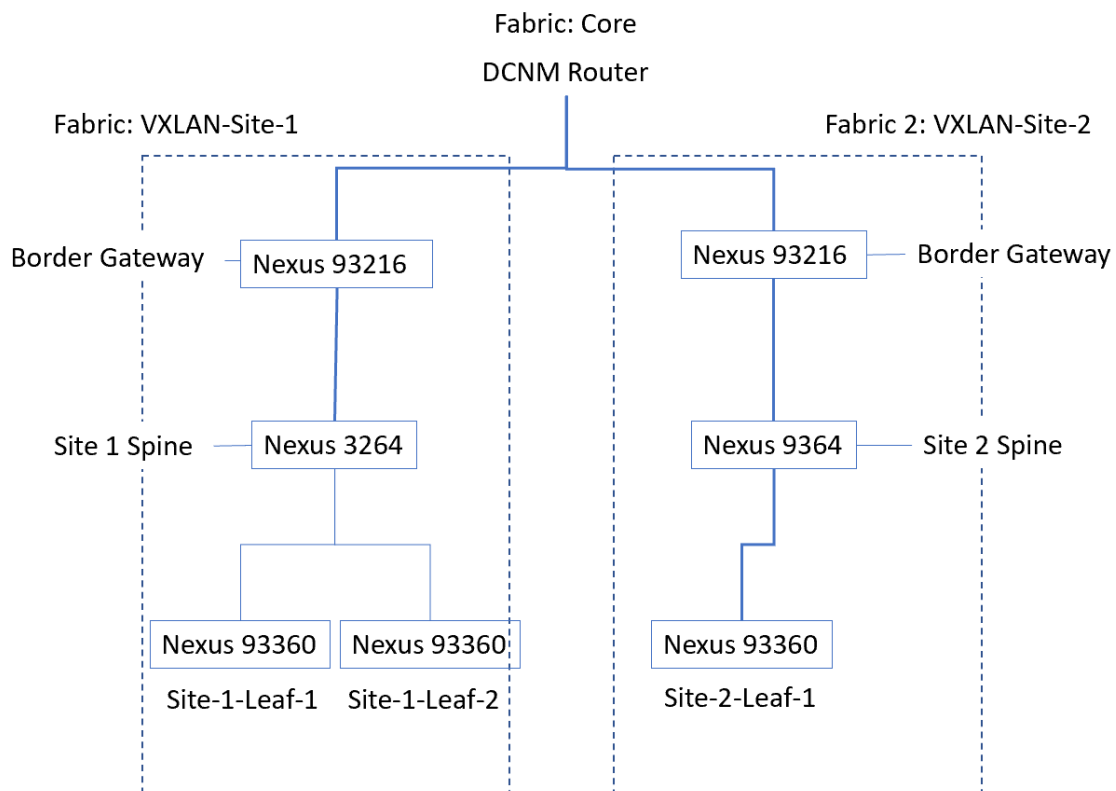 Fabric: Core
DCNM Router
Fabric: VXLAN-Site-1
Fabric 2: VXLAN-Site-2
Border Gateway
Nexus 93216
Nexus 93216
Border Gateway
Site 1 Spine
Nexus 3264
Nexus 9364
Site 2 Spine
Nexus 93360
Nexus 93360
Nexus 93360
Site-1-Leaf-1
Site-1-Leaf-2
Site-2-Leaf-1